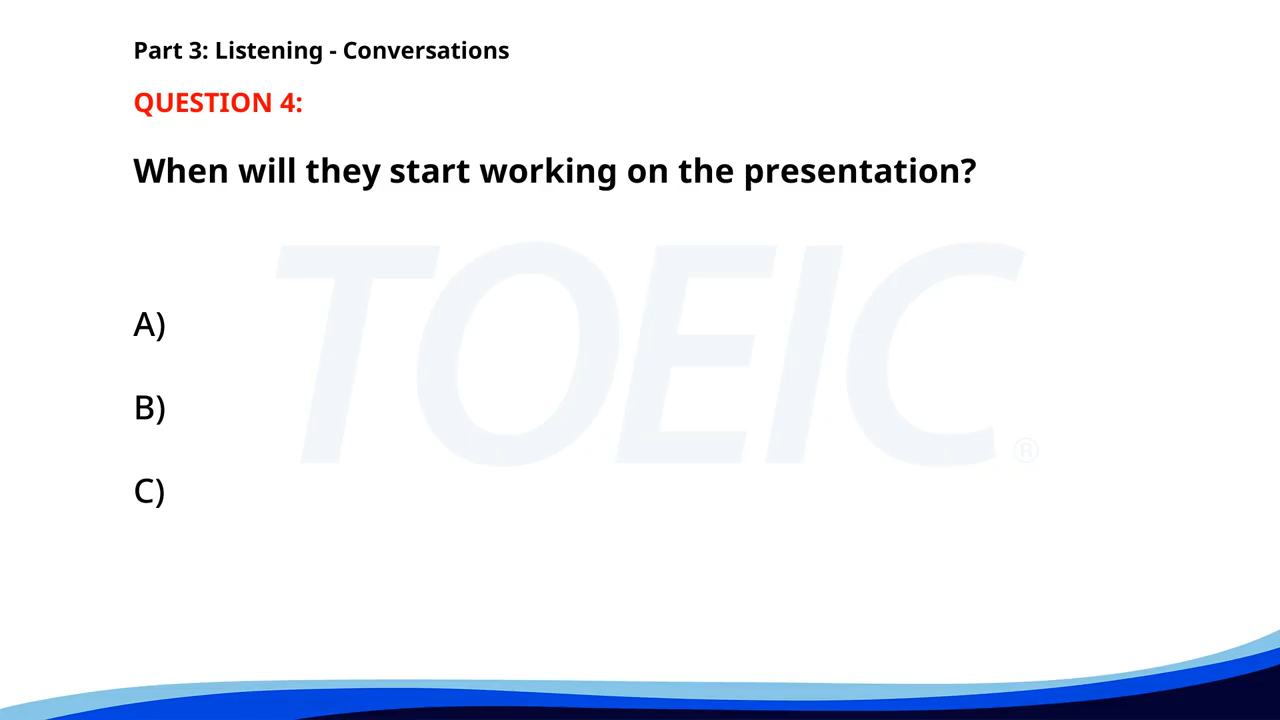 Part 3: Listening - Conversations
QUESTION 4:
When will they start working on the presentation?
TOEIC®
A)
B)
C)